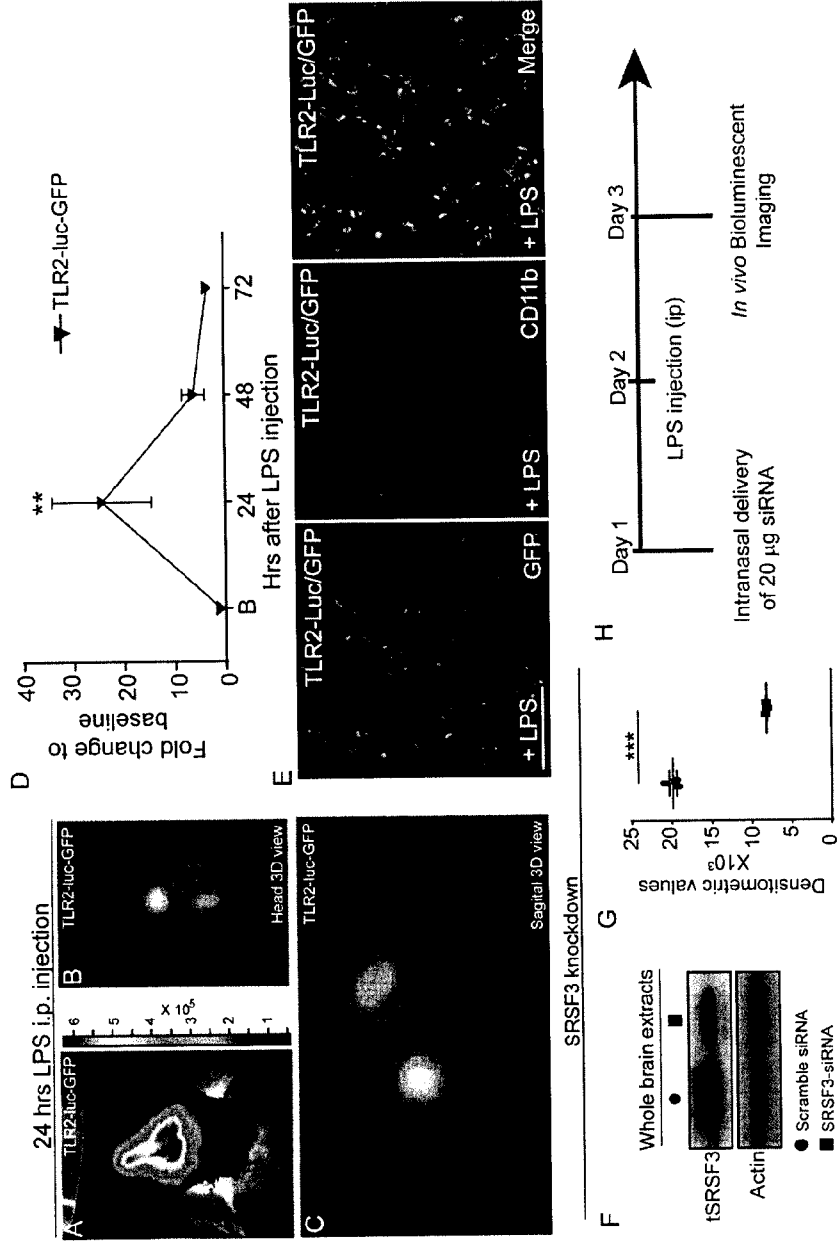 24 hrs LPS i.p. injection
A
TLR2-luc-GFP
6
5
4
3
2
1
X 10⁵
B
TLR2-luc-GFP
Head 3D view
C
TLR2-luc-GFP
Sagital 3D view
D
Fold change to
baseline
40
30
20
10
0
**
TLR2-luc-GFP
B
24
48
72
Hrs after LPS injection
E
TLR2-Luc/GFP
+ LPS
GFP
TLR2-Luc/GFP
+ LPS
CD11b
TLR2-Luc/GFP
+ LPS
Merge
SRSF3 knockdown
F
Whole brain extracts
tSRSF3
Actin
Scramble siRNA
SRSF3-siRNA
G
Densitometric values
X10³
25
20
15
10
5
0
***
H
Day 1
Day 2
Day 3
LPS injection (ip)
Intranasal delivery
of 20 µg siRNA
In vivo Bioluminescent
Imaging